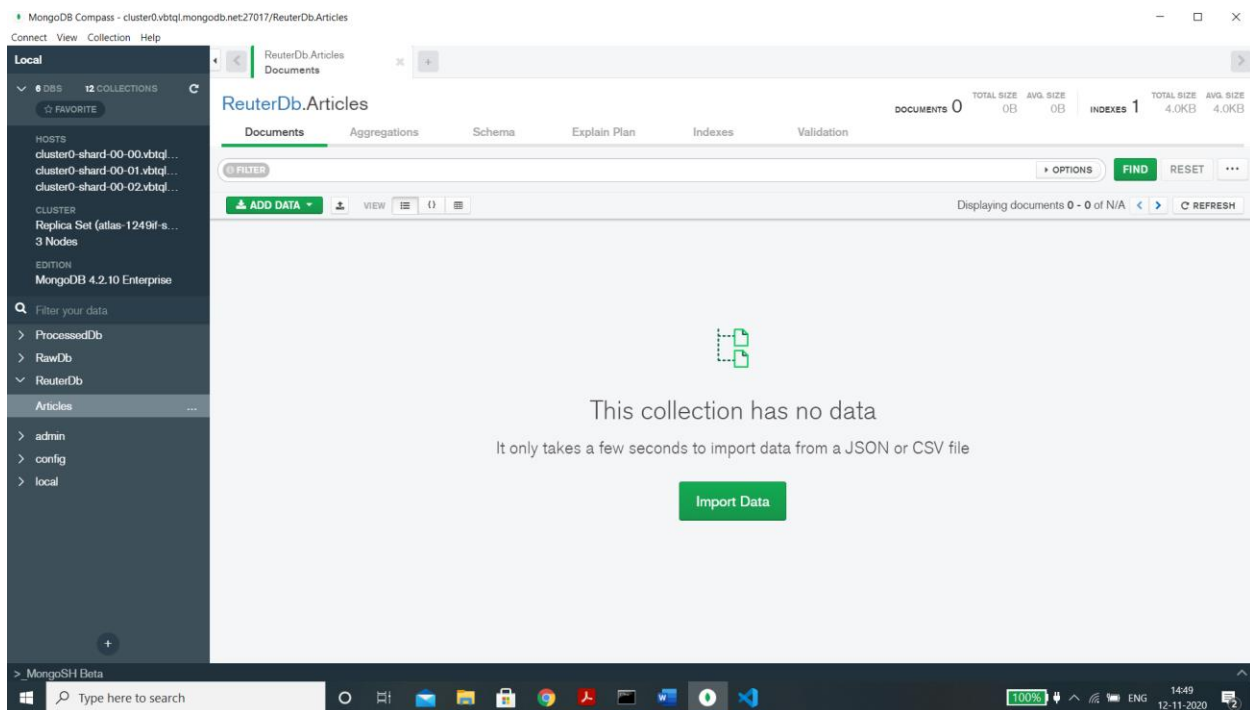 MongoDB Compass - cluster0.vbtql.mongodb.net:27017/ReuterDb.Articles
Connect View Collection Help
Local
6 DBS 12 COLLECTIONS
☆ FAVORITE
HOSTS
cluster0-shard-00-00.vbtql...
cluster0-shard-00-01.vbtql...
cluster0-shard-00-02.vbtql...
CLUSTER
Replica Set (atlas-1249if-s...
3 Nodes
EDITION
MongoDB 4.2.10 Enterprise
Filter your data
ProcessedDb
RawDb
ReuterDb
Articles ...
admin
config
local
ReuterDb.Articles
Documents
ReuterDb.Articles
DOCUMENTS 0 TOTAL SIZE 0B AVG. SIZE 0B INDEXES 1 TOTAL SIZE 4.0KB AVG. SIZE 4.0KB
Documents Aggregations Schema Explain Plan Indexes Validation
FILTER OPTIONS FIND RESET ...
ADD DATA VIEW {} Displaying documents 0 - 0 of N/A < > REFRESH
This collection has no data
It only takes a few seconds to import data from a JSON or CSV file
Import Data
>_MongoSH Beta
Type here to search
100% ENG 14:49
12-11-2020
2